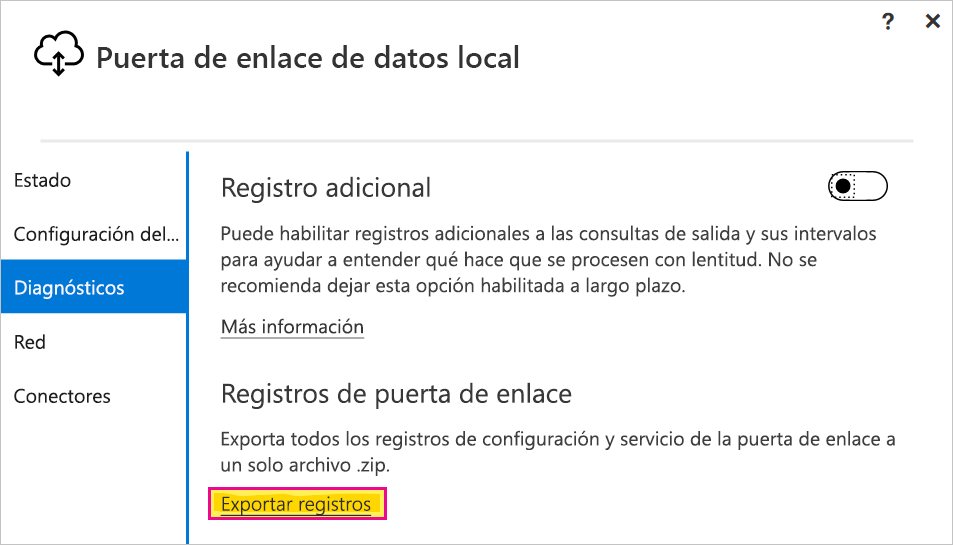 ?
×
Puerta de enlace de datos local
Estado
Configuración del...
Diagnósticos
Red
Conectores
Registro adicional
Puede habilitar registros adicionales a las consultas de salida y sus intervalos
para ayudar a entender qué hace que se procesen con lentitud. No se
recomienda dejar esta opción habilitada a largo plazo.
Más información
Registros de puerta de enlace
Exporta todos los registros de configuración y servicio de la puerta de enlace a
un solo archivo .zip.
Exportar registros